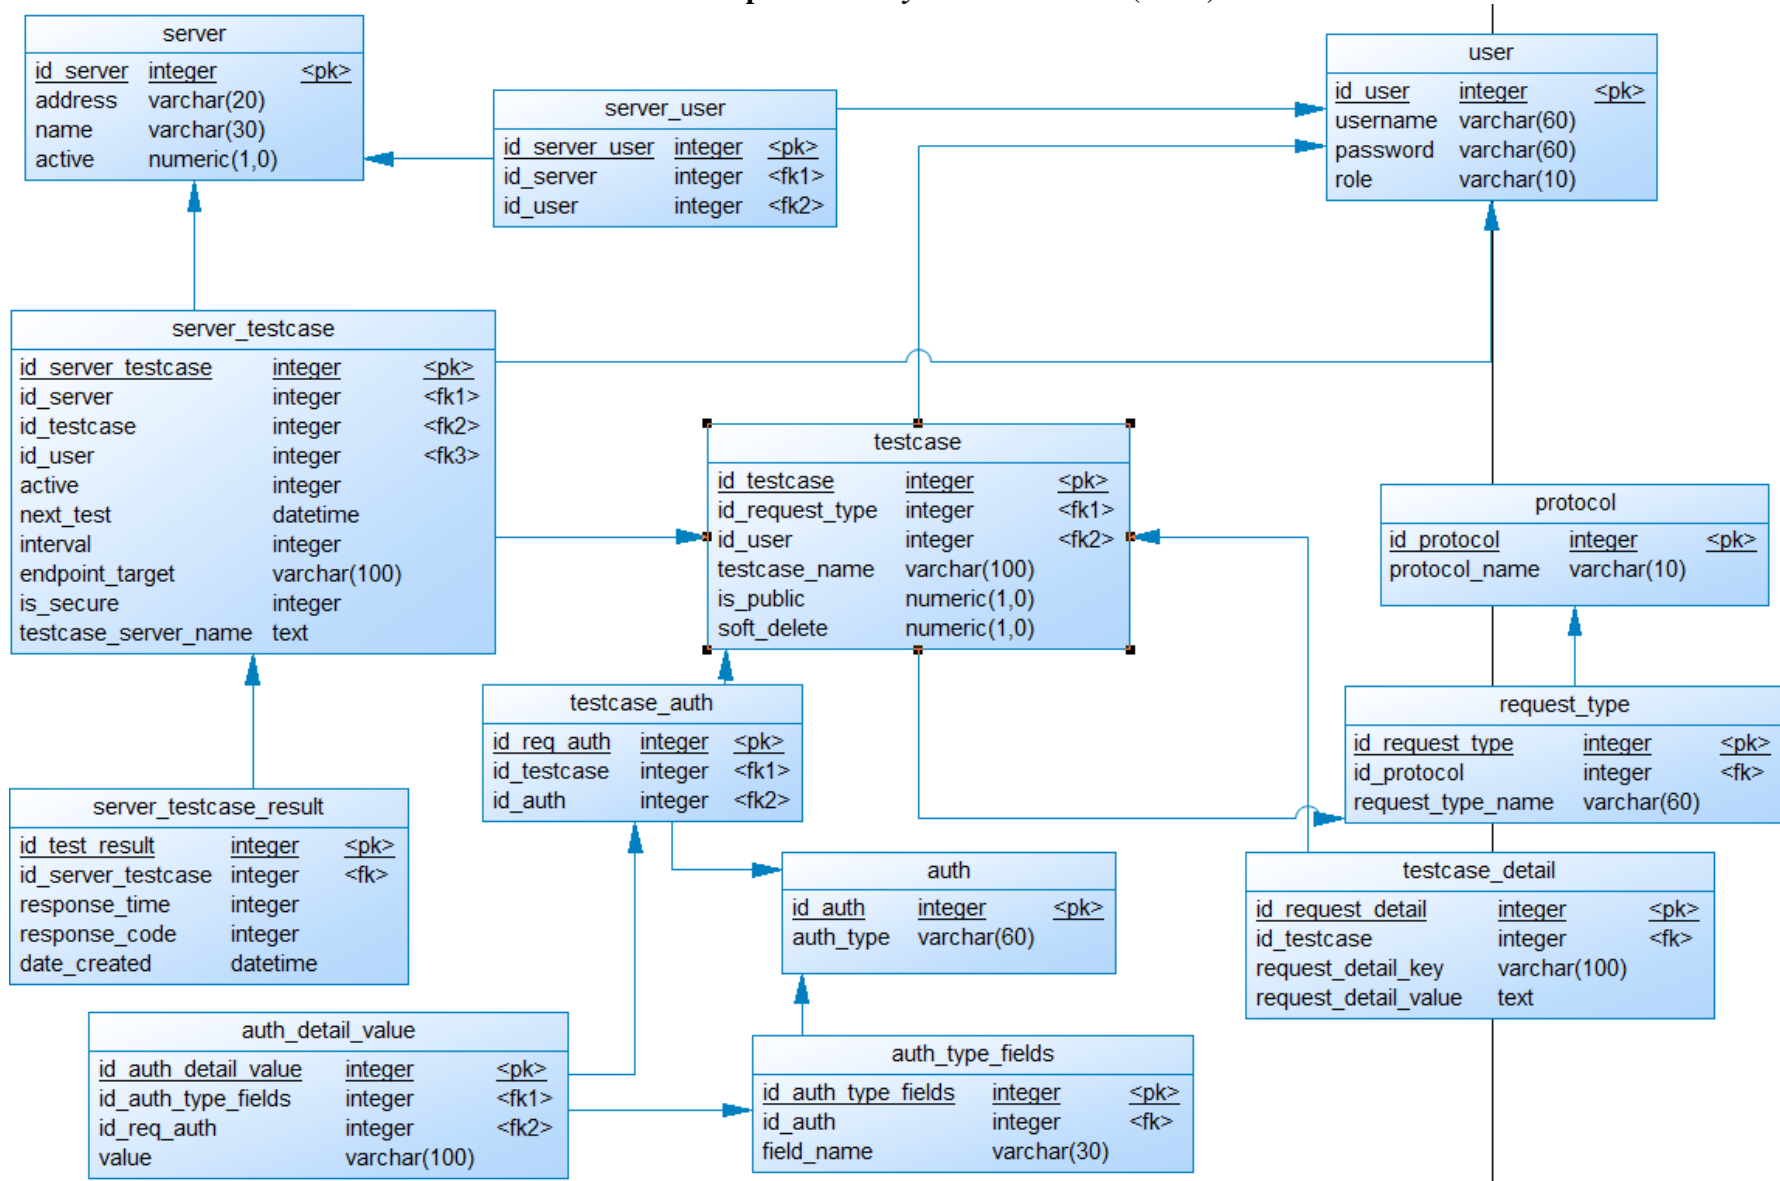 server
id_server integer <pk>
address varchar(20)
name varchar(30)
active numeric(1,0)
server_user
id_server_user integer <pk>
id_server integer <fk1>
id_user integer <fk2>
user
id_user integer <pk>
username varchar(60)
password varchar(60)
role varchar(10)
server_testcase
id_server_testcase integer <pk>
id_server integer <fk1>
id_testcase integer <fk2>
id_user integer <fk3>
active integer
next_test datetime
interval integer
endpoint_target varchar(100)
is_secure integer
testcase_server_name text
testcase
id_testcase integer <pk>
id_request_type integer <fk1>
id_user integer <fk2>
testcase_name varchar(100)
is_public numeric(1,0)
soft_delete numeric(1,0)
protocol
id_protocol integer <pk>
protocol_name varchar(10)
testcase_auth
id_req_auth integer <pk>
id_testcase integer <fk1>
id_auth integer <fk2>
request_type
id_request_type integer <pk>
id_protocol integer <fk>
request_type_name varchar(60)
server_testcase_result
id_test_result integer <pk>
id_server_testcase integer <fk>
response_time integer
response_code integer
date_created datetime
auth
id_auth integer <pk>
auth_type varchar(60)
testcase_detail
id_request_detail integer <pk>
id_testcase integer <fk>
request_detail_key varchar(100)
request_detail_value text
auth_detail_value
id_auth_detail_value integer <pk>
id_auth_type_fields integer <fk1>
id_req_auth integer <fk2>
value varchar(100)
auth_type_fields
id_auth_type_fields integer <pk>
id_auth integer <fk>
field_name varchar(30)